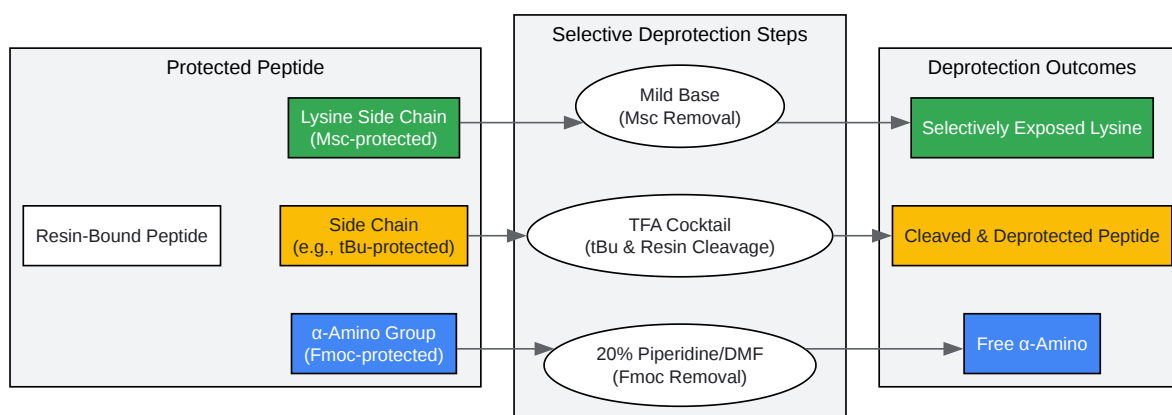 Protected Peptide
Resin-Bound Peptide
Lysine Side Chain
(Msc-protected)
Side Chain
(e.g., tBu-protected)
α-Amino Group
(Fmoc-protected)
Selective Deprotection Steps
Mild Base
(Msc Removal)
TFA Cocktail
(tBu & Resin Cleavage)
20% Piperidine/DMF
(Fmoc Removal)
Deprotection Outcomes
Selectively Exposed Lysine
Cleaved & Deprotected Peptide
Free α-Amino